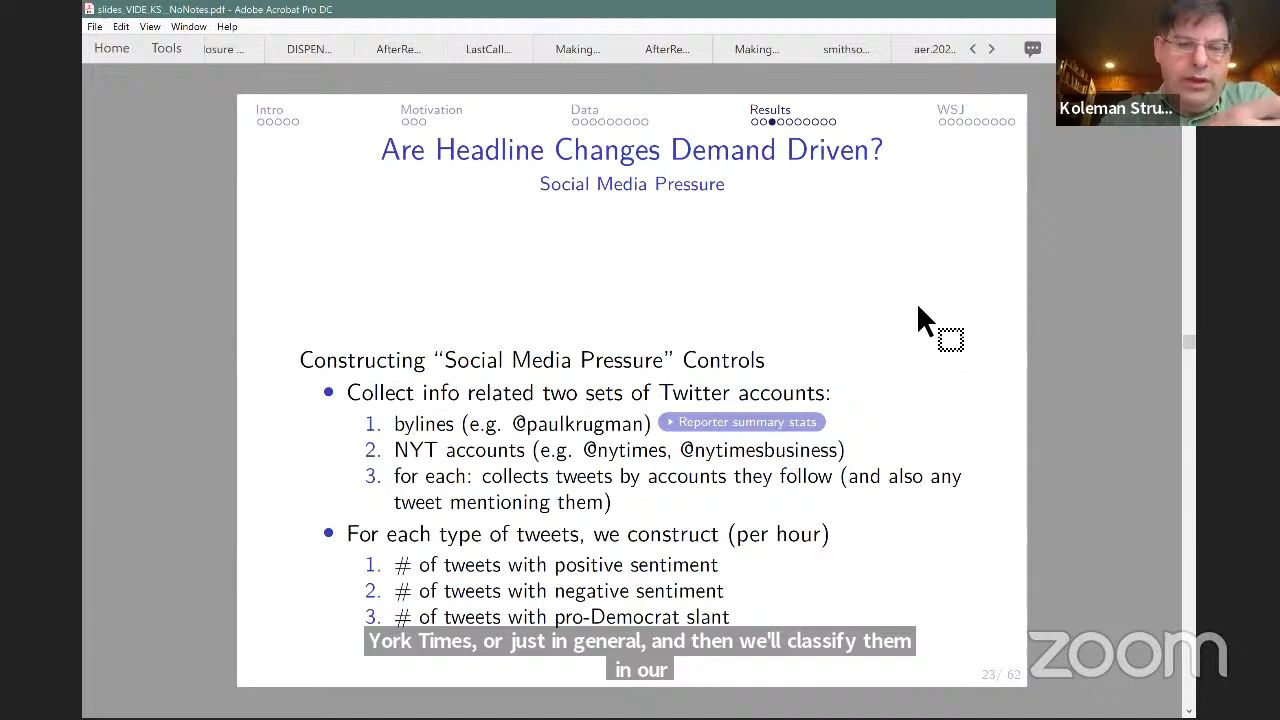 slides_VIDE_KS_NoNotes.pdf - Adobe Acrobat Pro DC
File Edit View Window Help
Home Tools losure ... DISPEN... AfterRe... LastCall... Making... AfterRe... Making... smithso... aer.202...
Koleman Stru...
Intro Motivation Data Results WSJ
Are Headline Changes Demand Driven?
Social Media Pressure
Constructing “Social Media Pressure” Controls
• Collect info related two sets of Twitter accounts:
1. bylines (e.g. @paulkrugman) Reporter summary stats
2. NYT accounts (e.g. @nytimes, @nytimesbusiness)
3. for each: collects tweets by accounts they follow (and also any
tweet mentioning them)
• For each type of tweets, we construct (per hour)
1. # of tweets with positive sentiment
2. # of tweets with negative sentiment
3. # of tweets with pro-Democrat slant
York Times, or just in general, and then we'll classify them
in our
23/ 62
zoom